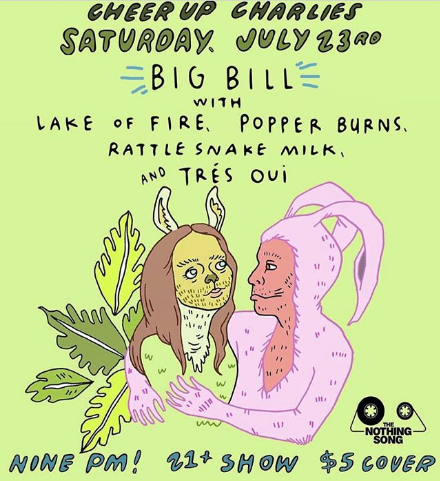 CHEER UP CHARLIES
SATURDAY. JULY 23RD
BIG BILL
WITH
LAKE OF FIRE. POPPER BURNS.
RATTLE SNAKE MILK.
AND TRÉS OUI
THE
NOTHING
SONG
NINE PM! 21+ SHOW $5 COVER